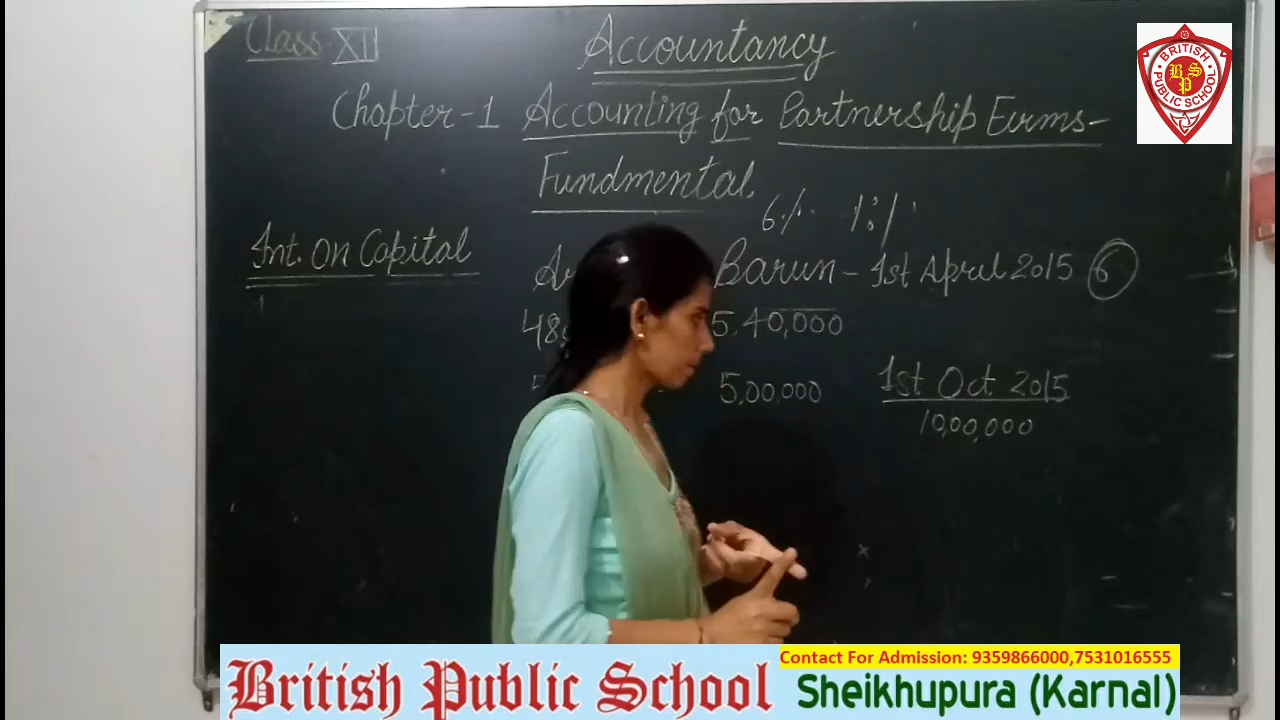 Class XII
Accountancy
Chapter-1 Accounting for Partnership Firms-
Fundmental
6% 1%
Int. On Capital
Barun - 1st April 2015 6
5,40,000
5,00,000
1st Oct. 2015
10,00,000
BRITISH
BPS
PUBLIC SCHOOL
British Public School
Contact For Admission: 9359866000,7531016555
Sheikhupura (Karnal)